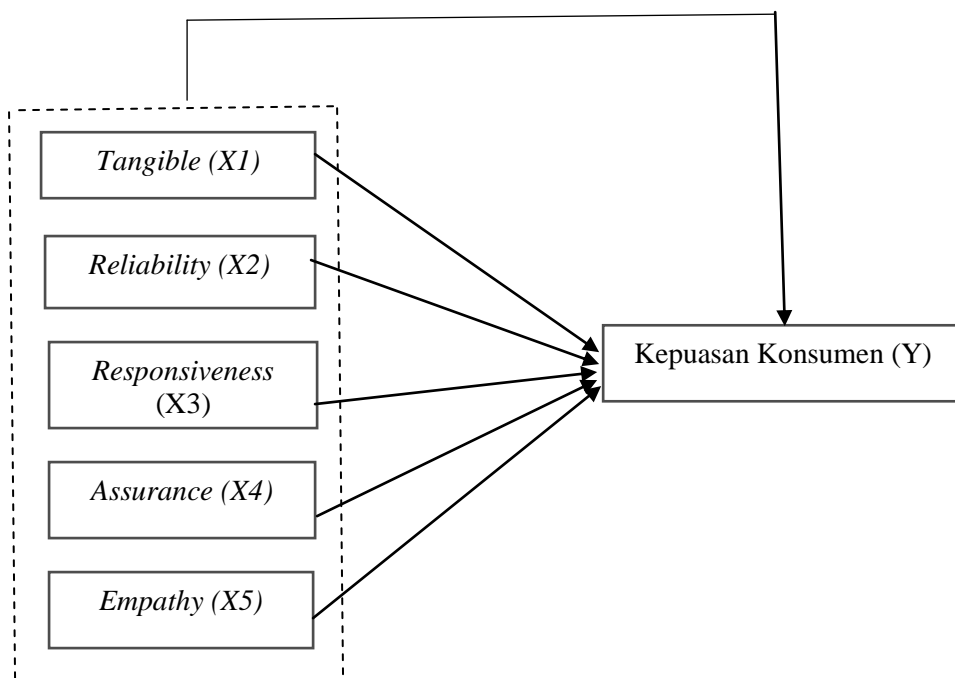 Tangible (X1)
Reliability (X2)
Responsiveness
(X3)
Assurance (X4)
Empathy (X5)
Kepuasan Konsumen (Y)